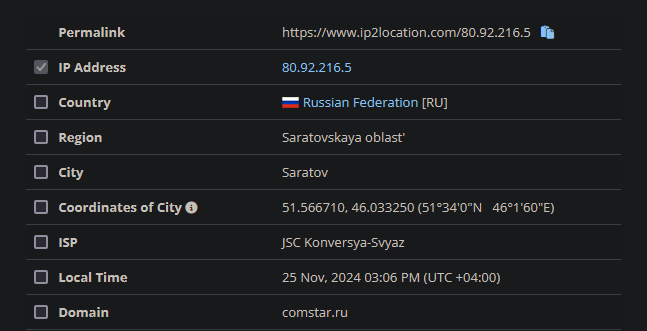 Permalink https://www.ip2location.com/80.92.216.5
IP Address 80.92.216.5
Country Russian Federation [RU]
Region Saratovskaya oblast'
City Saratov
Coordinates of City 51.566710, 46.033250 (51°34'0"N 46°1'60"E)
ISP JSC Konversya-Svyaz
Local Time 25 Nov, 2024 03:06 PM (UTC +04:00)
Domain comstar.ru